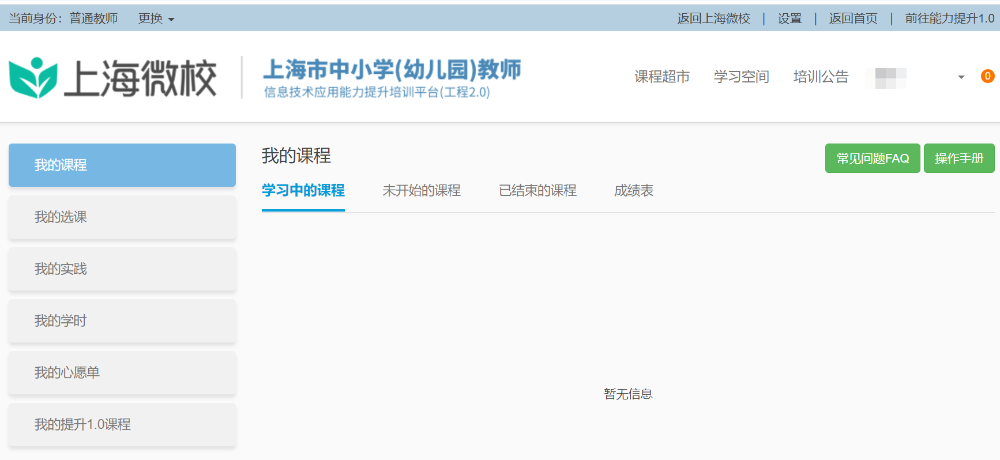 当前身份：普通教师 更换 返回上海微校 | 设置 | 返回首页 | 前往能力提升1.0
上海微校
上海市中小学(幼儿园)教师
信息技术应用能力提升培训平台(工程2.0)
课程超市 学习空间 培训公告 0
我的课程
我的选课
我的实践
我的学时
我的心愿单
我的提升1.0课程
我的课程
常见问题FAQ 操作手册
学习中的课程 未开始的课程 已结束的课程 成绩表
暂无信息